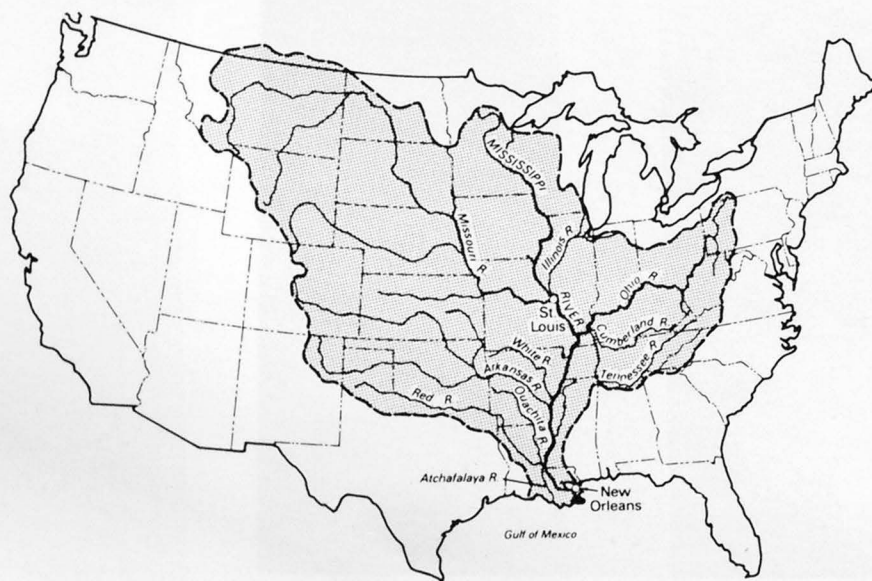 MISSISSIPPI
RIVER
Missouri R.
Illinois R.
Ohio R.
St.
Louis
Cumberland R.
Tennessee R.
White R.
Arkansas R.
Ouachita R.
Red R.
Atchafalaya R.
New
Orleans
Gulf of Mexico